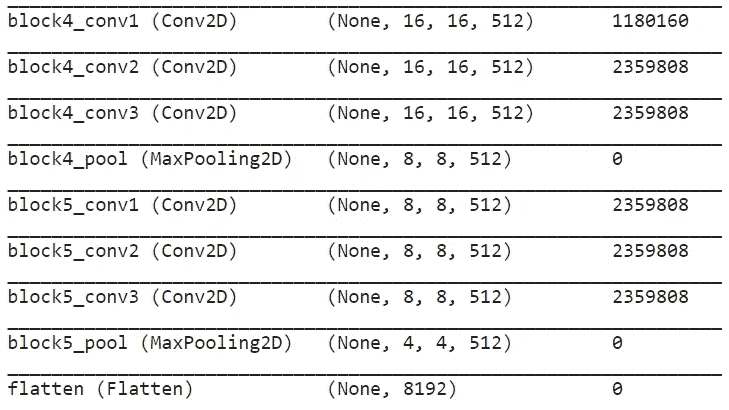 block4_conv1 (Conv2D) (None, 16, 16, 512) 1180160
block4_conv2 (Conv2D) (None, 16, 16, 512) 2359808
block4_conv3 (Conv2D) (None, 16, 16, 512) 2359808
block4_pool (MaxPooling2D) (None, 8, 8, 512) 0
block5_conv1 (Conv2D) (None, 8, 8, 512) 2359808
block5_conv2 (Conv2D) (None, 8, 8, 512) 2359808
block5_conv3 (Conv2D) (None, 8, 8, 512) 2359808
block5_pool (MaxPooling2D) (None, 4, 4, 512) 0
flatten (Flatten) (None, 8192) 0